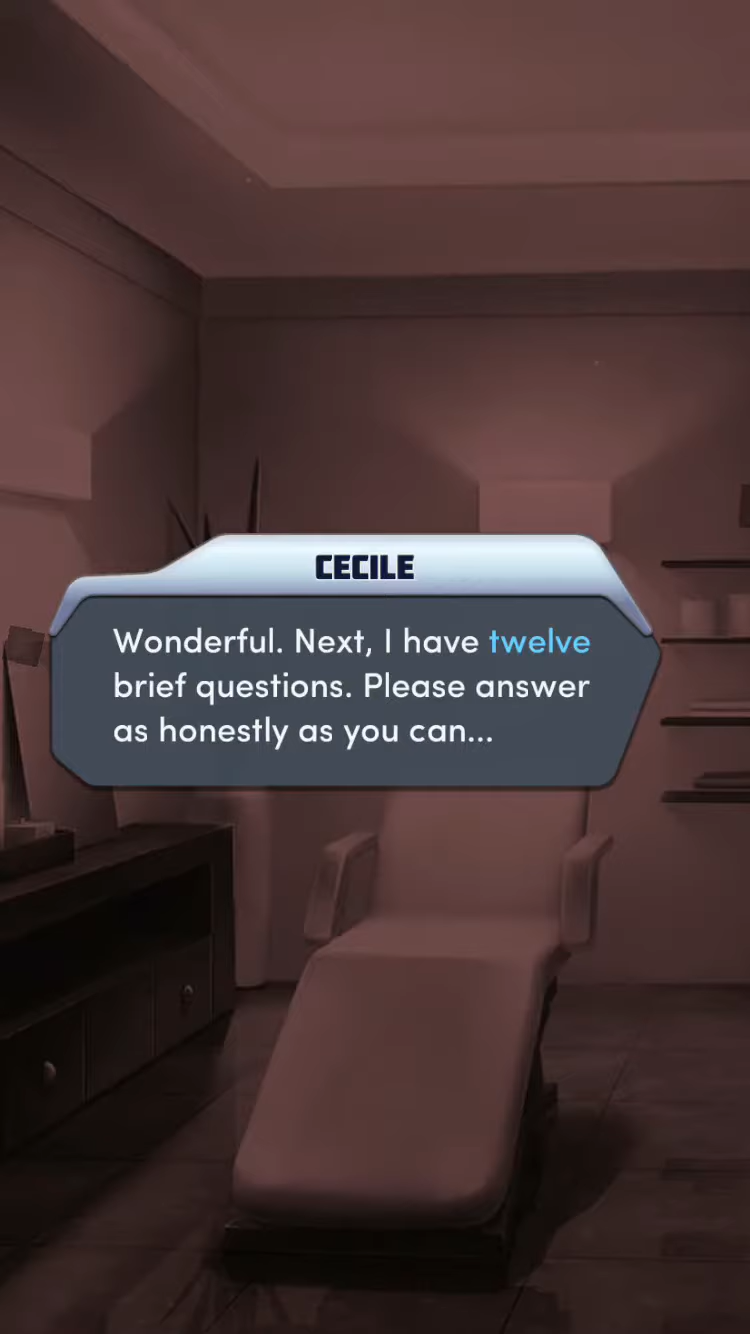 CECILE
Wonderful. Next, I have twelve
brief questions. Please answer
as honestly as you can...